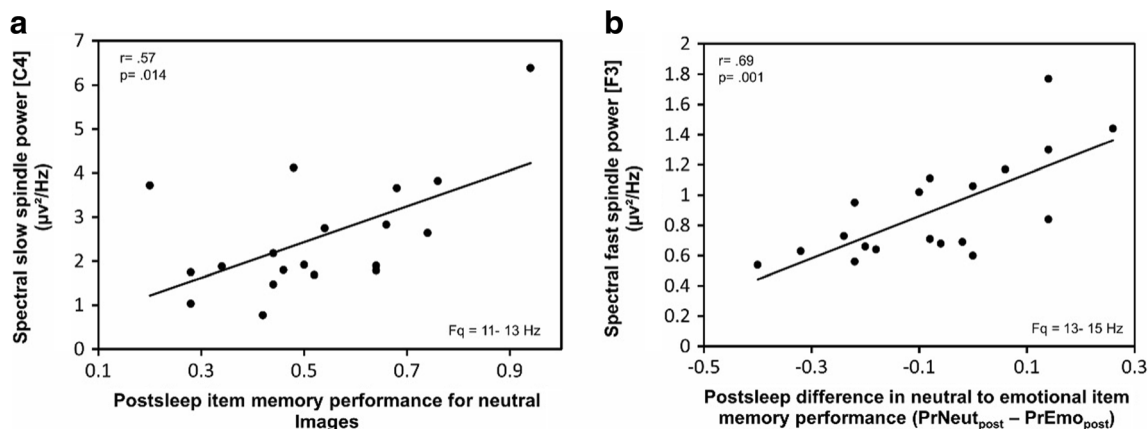 a
Spectral slow spindle power [C4]
(µv²/Hz)
7
6
5
4
3
2
1
0
r= .57
p= .014
Fq = 11- 13 Hz
0.1 0.3 0.5 0.7 0.9
Postsleep item memory performance for neutral
Images
b
Spectral fast spindle power [F3]
(µv²/Hz)
2
1.8
1.6
1.4
1.2
1
0.8
0.6
0.4
0.2
0
r= .69
p= .001
Fq = 13- 15 Hz
-0.5 -0.3 -0.1 0.1 0.3
Postsleep difference in neutral to emotional item
memory performance (PrNeutpost – PrEmopost)